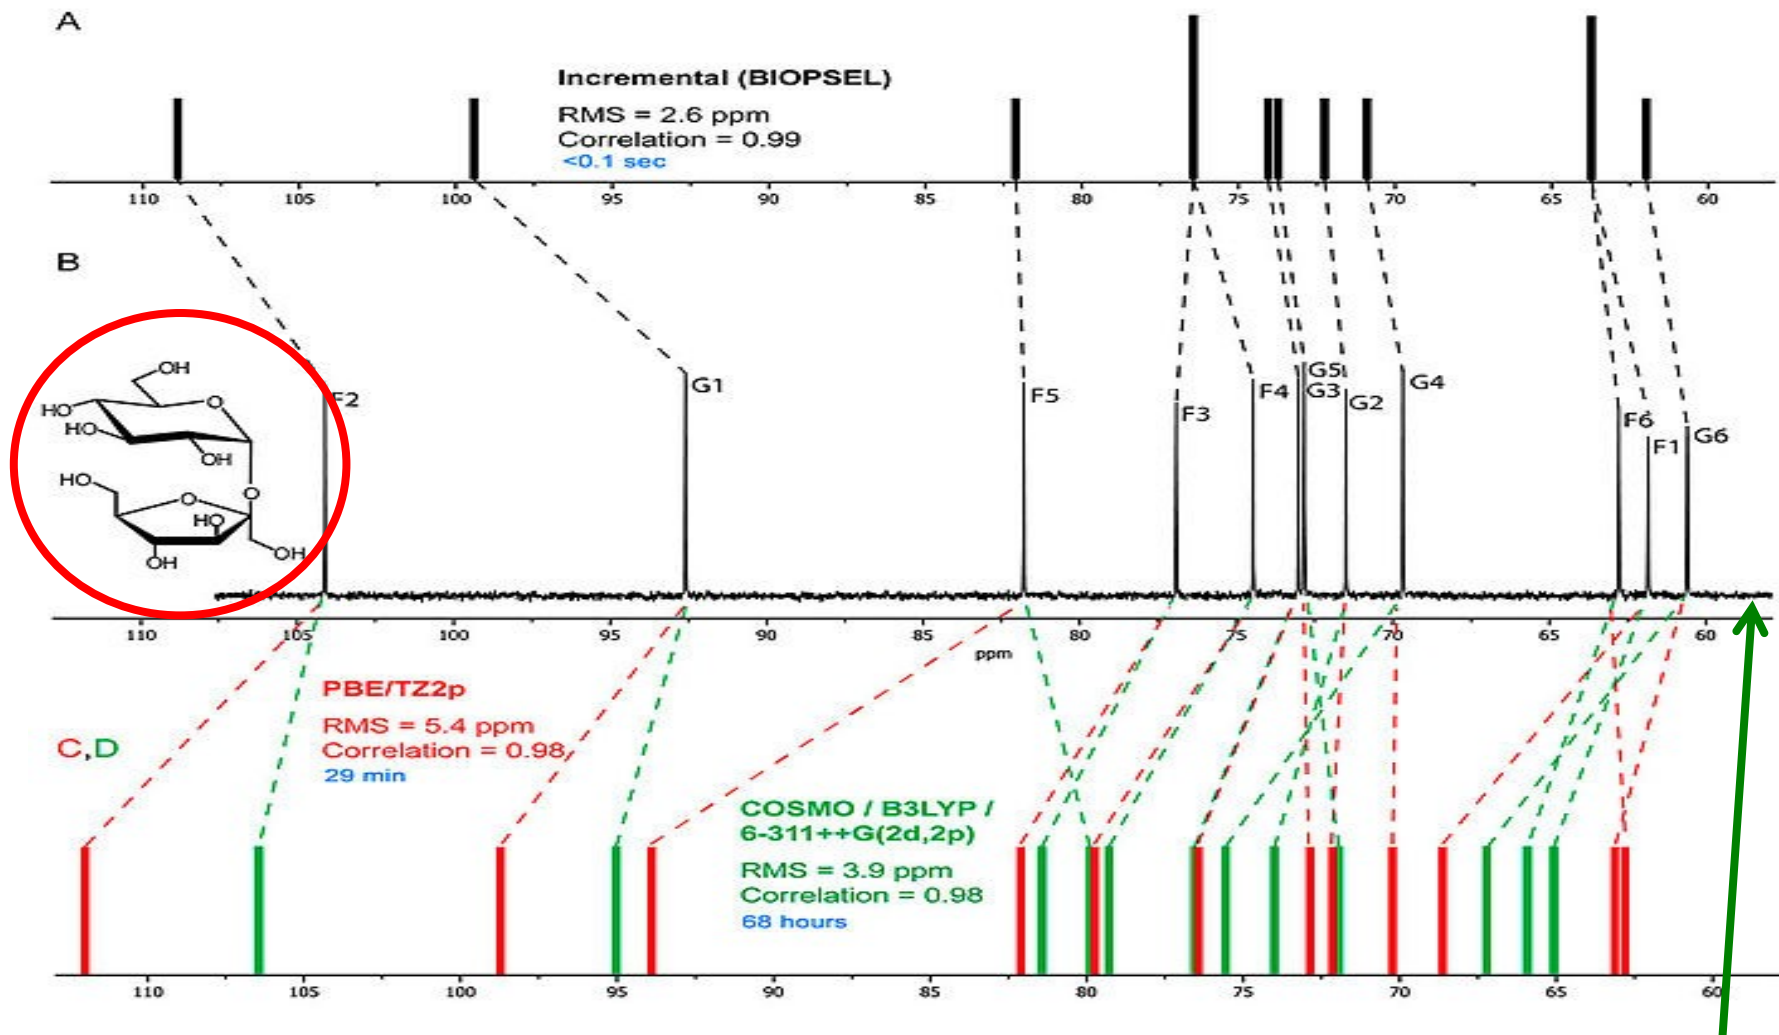 A
Incremental (BIOPSEL)
RMS = 2.6 ppm
Correlation = 0.99
<0.1 sec
110 105 100 95 90 85 80 75 70 65 60
B
OH
O
HO
HO
OH
HO
O
O
HO
OH
OH
F2
G1
F5
F3
F4
G5
G3
G2
G4
F6
F1
G6
110 105 100 95 90 85 80 75 70 65 60
ppm
PBE/TZ2p
RMS = 5.4 ppm
Correlation = 0.98
29 min
C,D
COSMO / B3LYP /
6-311++G(2d,2p)
RMS = 3.9 ppm
Correlation = 0.98
68 hours
110 105 100 95 90 85 80 75 70 65 60